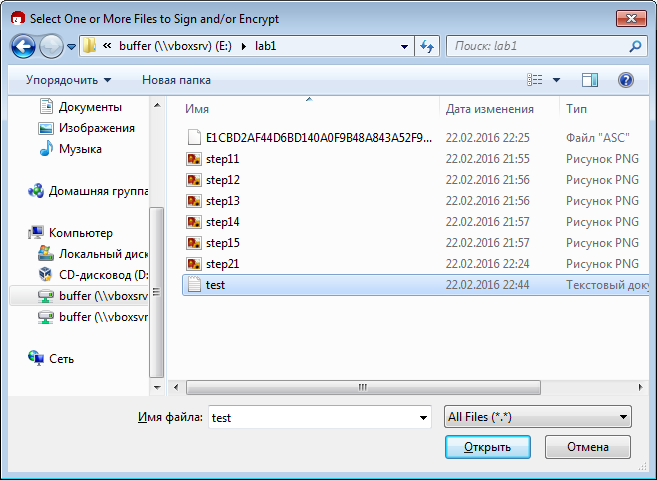 Select One or More Files to Sign and/or Encrypt
« buffer (\\vboxsrv) (E:) lab1
Поиск: lab1
Упорядочить Новая папка
Документы
Изображения
Музыка
Домашняя группа
Компьютер
Локальный диск
CD-дисковод (D:
buffer (\\vboxsrv
buffer (\\vboxsvr
Сеть
Имя Дата изменения Тип
E1CBD2AF44D6BD140A0F9B48A843A52F9... 22.02.2016 22:25 Файл "ASC"
step11 22.02.2016 21:55 Рисунок PNG
step12 22.02.2016 21:56 Рисунок PNG
step13 22.02.2016 21:56 Рисунок PNG
step14 22.02.2016 21:57 Рисунок PNG
step15 22.02.2016 21:57 Рисунок PNG
step21 22.02.2016 22:24 Рисунок PNG
test 22.02.2016 22:44 Текстовый доку
Имя файла: test
All Files (*.*)
Открыть Отмена